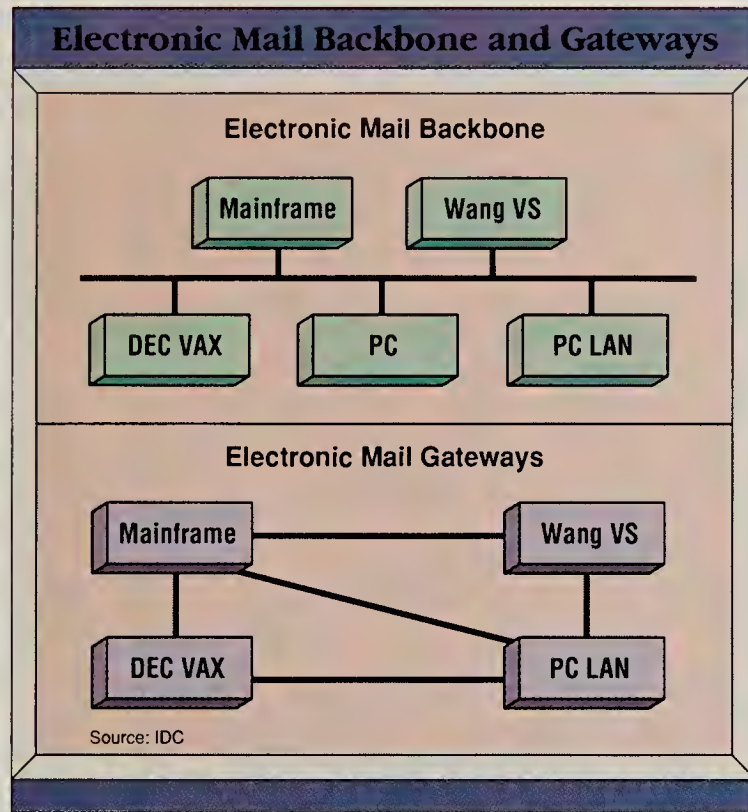 Electronic Mail Backbone and Gateways
Electronic Mail Backbone
Mainframe
Wang VS
DEC VAX
PC
PC LAN
Electronic Mail Gateways
Mainframe
Wang VS
DEC VAX
PC LAN
Source: IDC